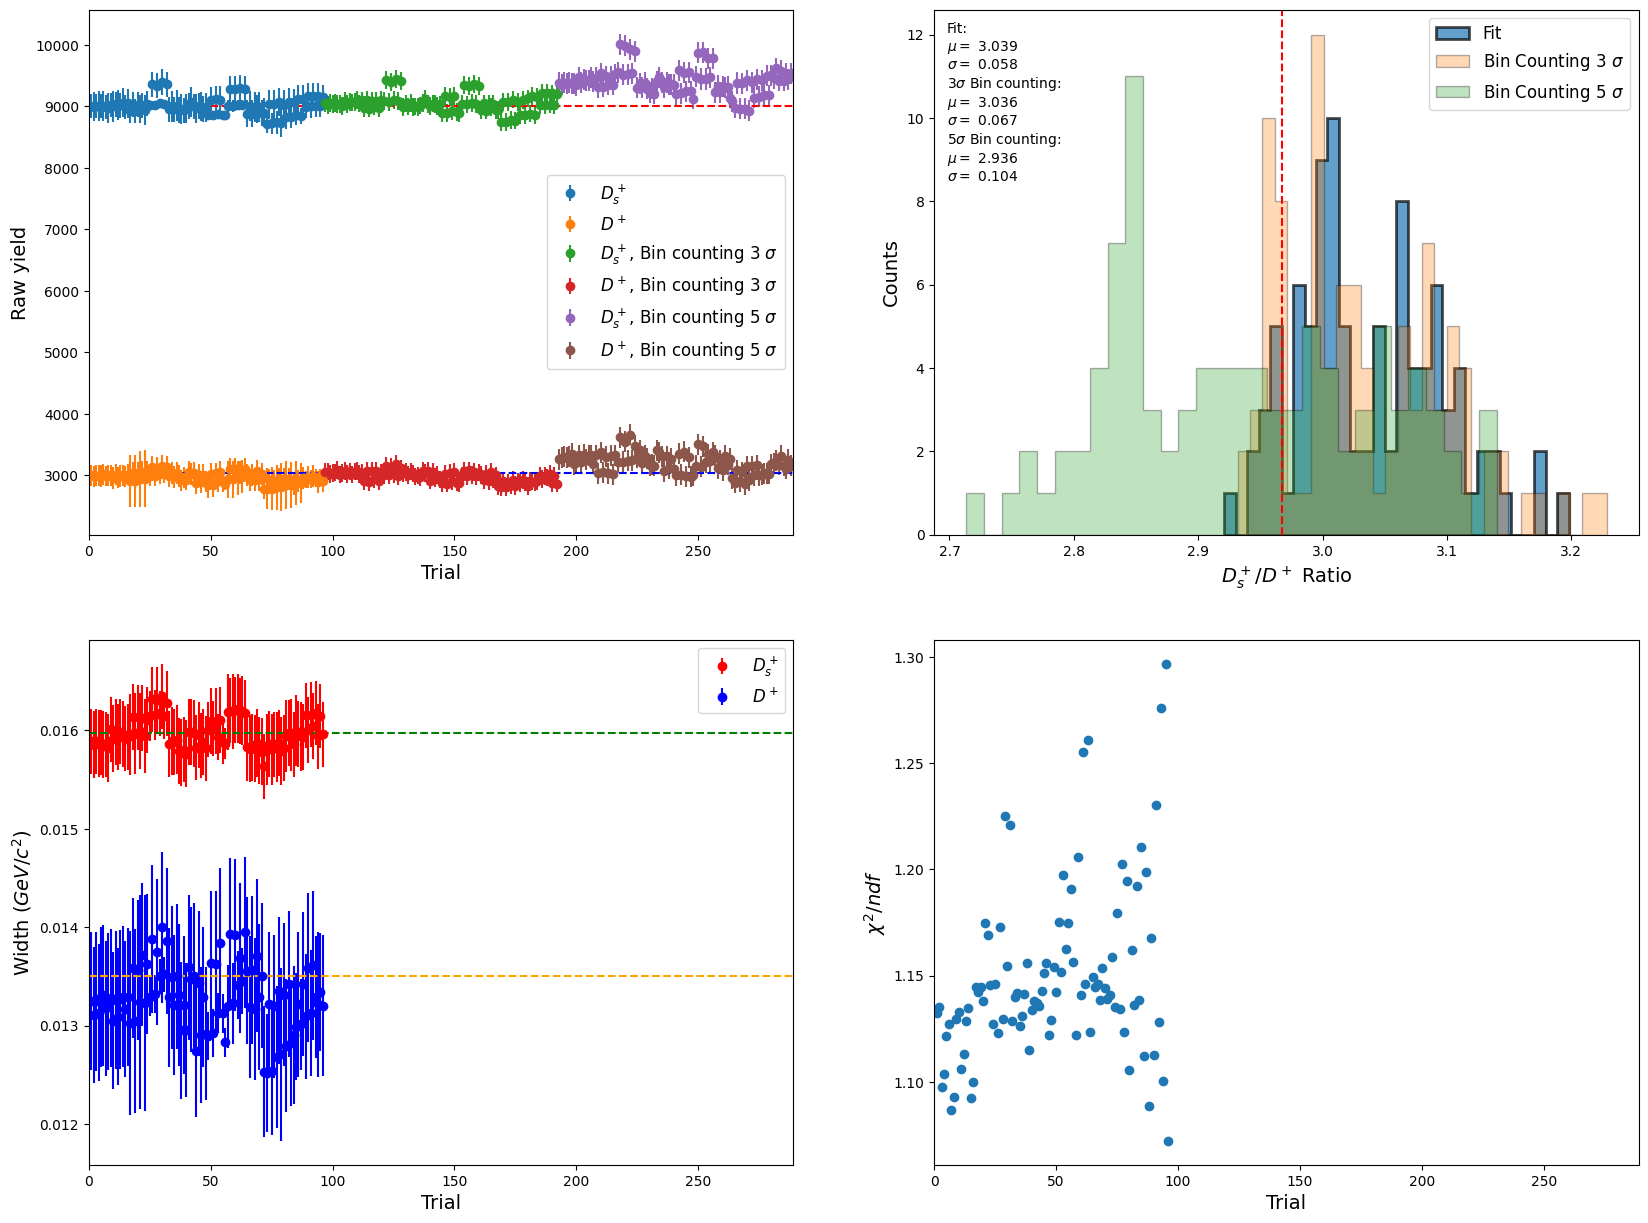 10000
9000
8000
7000
6000
5000
4000
3000
Raw yield
0
50
100
150
200
250
Trial
$D_s^+$
$D^+$
$D_s^+$, Bin counting 3 σ
$D^+$, Bin counting 3 σ
$D_s^+$, Bin counting 5 σ
$D^+$, Bin counting 5 σ
12
10
8
6
4
2
0
Counts
2.7
2.8
2.9
3.0
3.1
3.2
$D_s^+/D^+$ Ratio
Fit:
μ = 3.039
σ = 0.058
3σ Bin counting:
μ = 3.036
σ = 0.067
5σ Bin counting:
μ = 2.936
σ = 0.104
Fit
Bin Counting 3 σ
Bin Counting 5 σ
0.016
0.015
0.014
0.013
0.012
Width ($GeV/c^2$)
0
50
100
150
200
250
Trial
$D_s^+$
$D^+$
1.30
1.25
1.20
1.15
1.10
$\chi^2/ndf$
0
50
100
150
200
250
Trial